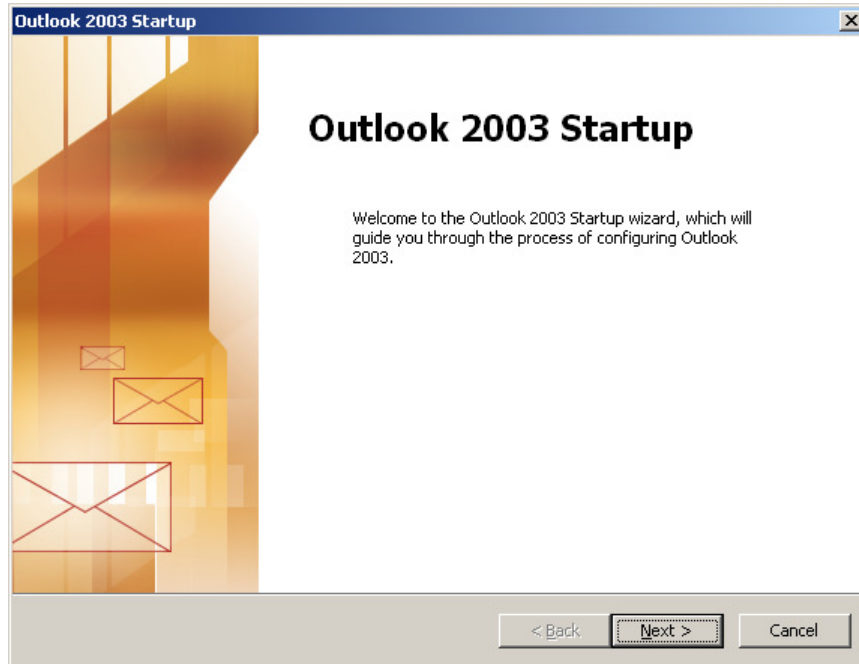 Outlook 2003 Startup
Outlook 2003 Startup
Welcome to the Outlook 2003 Startup wizard, which will
guide you through the process of configuring Outlook
2003.
< Back
Next >
Cancel